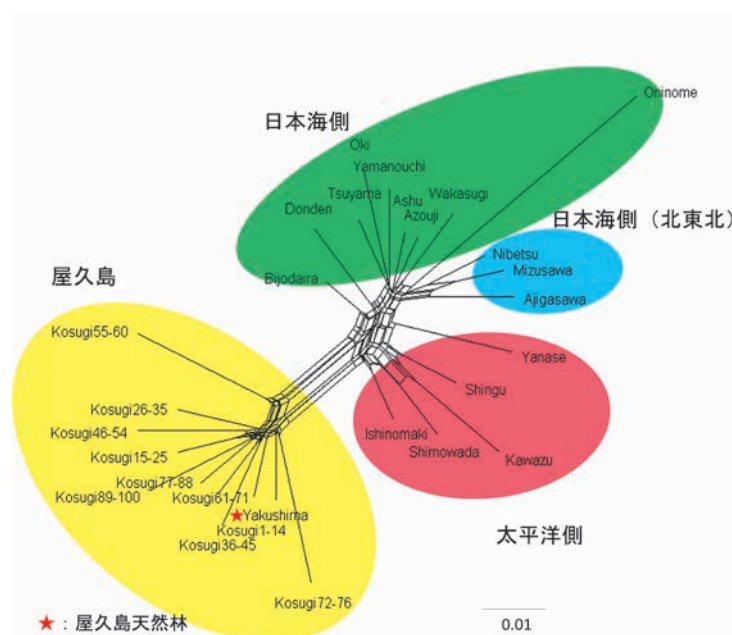 Oninome
日本海側
Oki
Yamanouchi
Tsuyama
Ashu
Wakasugi
Donden
Azouji
日本海側（北東北）
Nibetsu
Bijodaira
Mizusawa
屋久島
Ajigasawa
Kosugi55-60
Yanase
Shingu
Kosugi26-35
Kosugi46-54
Ishinomaki
Shimowada
Kawazu
Kosugi15-25
Kosugi77-88
Kosugi89-100
Kosugi61-71
★Yakushima
Kosugi1-14
Kosugi36-45
太平洋側
Kosugi72-76
★：屋久島天然林
0.01